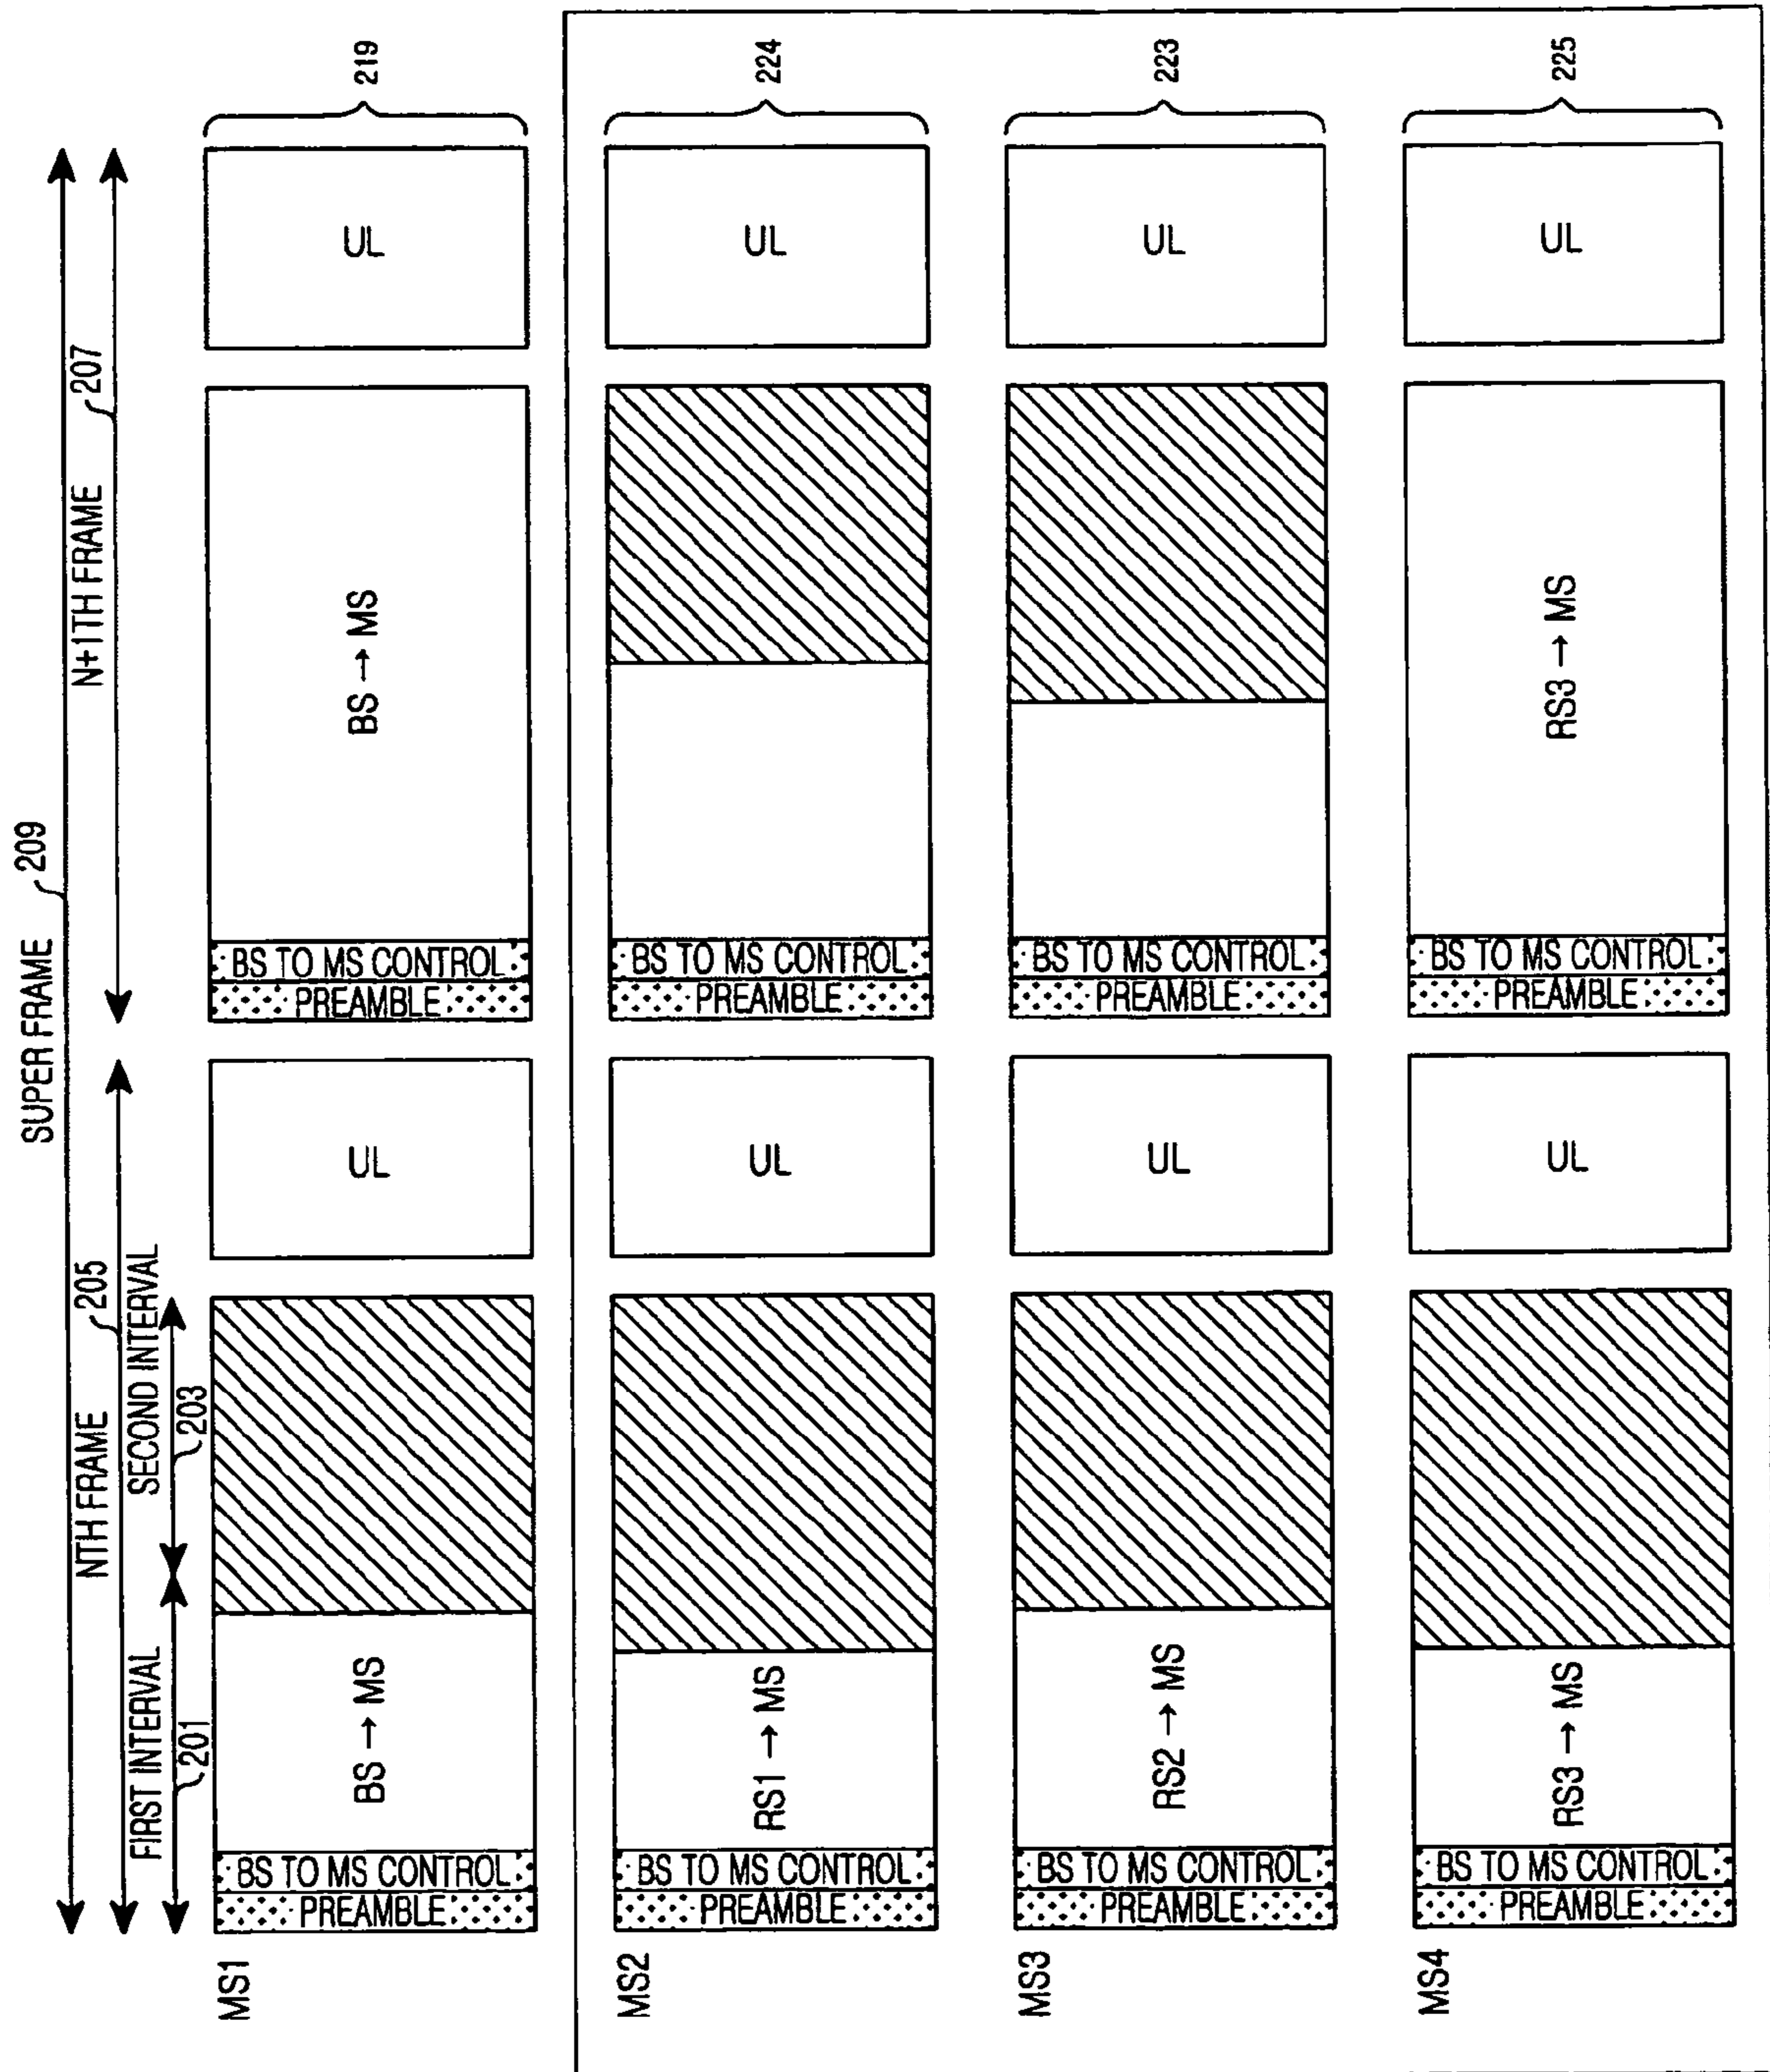 SUPER FRAME 209
NTH FRAME 205
N+1TH FRAME 207
FIRST INTERVAL 201
SECOND INTERVAL 203
MS1
PREAMBLE
BS TO MS CONTROL
BS → MS
UL
PREAMBLE
BS TO MS CONTROL
BS → MS
UL
219
MS2
PREAMBLE
BS TO MS CONTROL
RS1 → MS
UL
PREAMBLE
BS TO MS CONTROL
UL
224
MS3
PREAMBLE
BS TO MS CONTROL
RS2 → MS
UL
PREAMBLE
BS TO MS CONTROL
UL
223
MS4
PREAMBLE
BS TO MS CONTROL
RS3 → MS
UL
PREAMBLE
BS TO MS CONTROL
RS3 → MS
UL
225